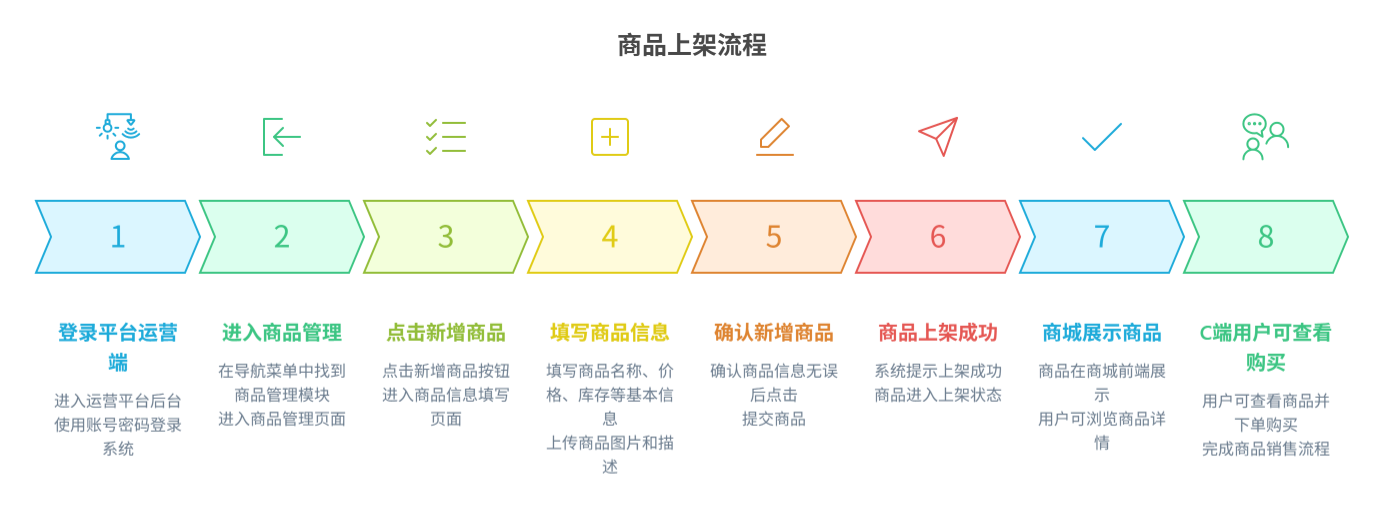 商品上架流程
1
2
3
4
5
6
7
8
登录平台运营
端
进入运营平台后台
使用账号密码登录
系统
进入商品管理
在导航菜单中找到
商品管理模块
进入商品管理页面
点击新增商品
点击新增商品按钮
进入商品信息填写
页面
填写商品信息
填写商品名称、价
格、库存等基本信
息
上传商品图片和描
述
确认新增商品
确认商品信息无误
后点击
提交商品
商品上架成功
系统提示上架成功
商品进入上架状态
商城展示商品
商品在商城前端展
示
用户可浏览商品详
情
C端用户可查看
购买
用户可查看商品并
下单购买
完成商品销售流程